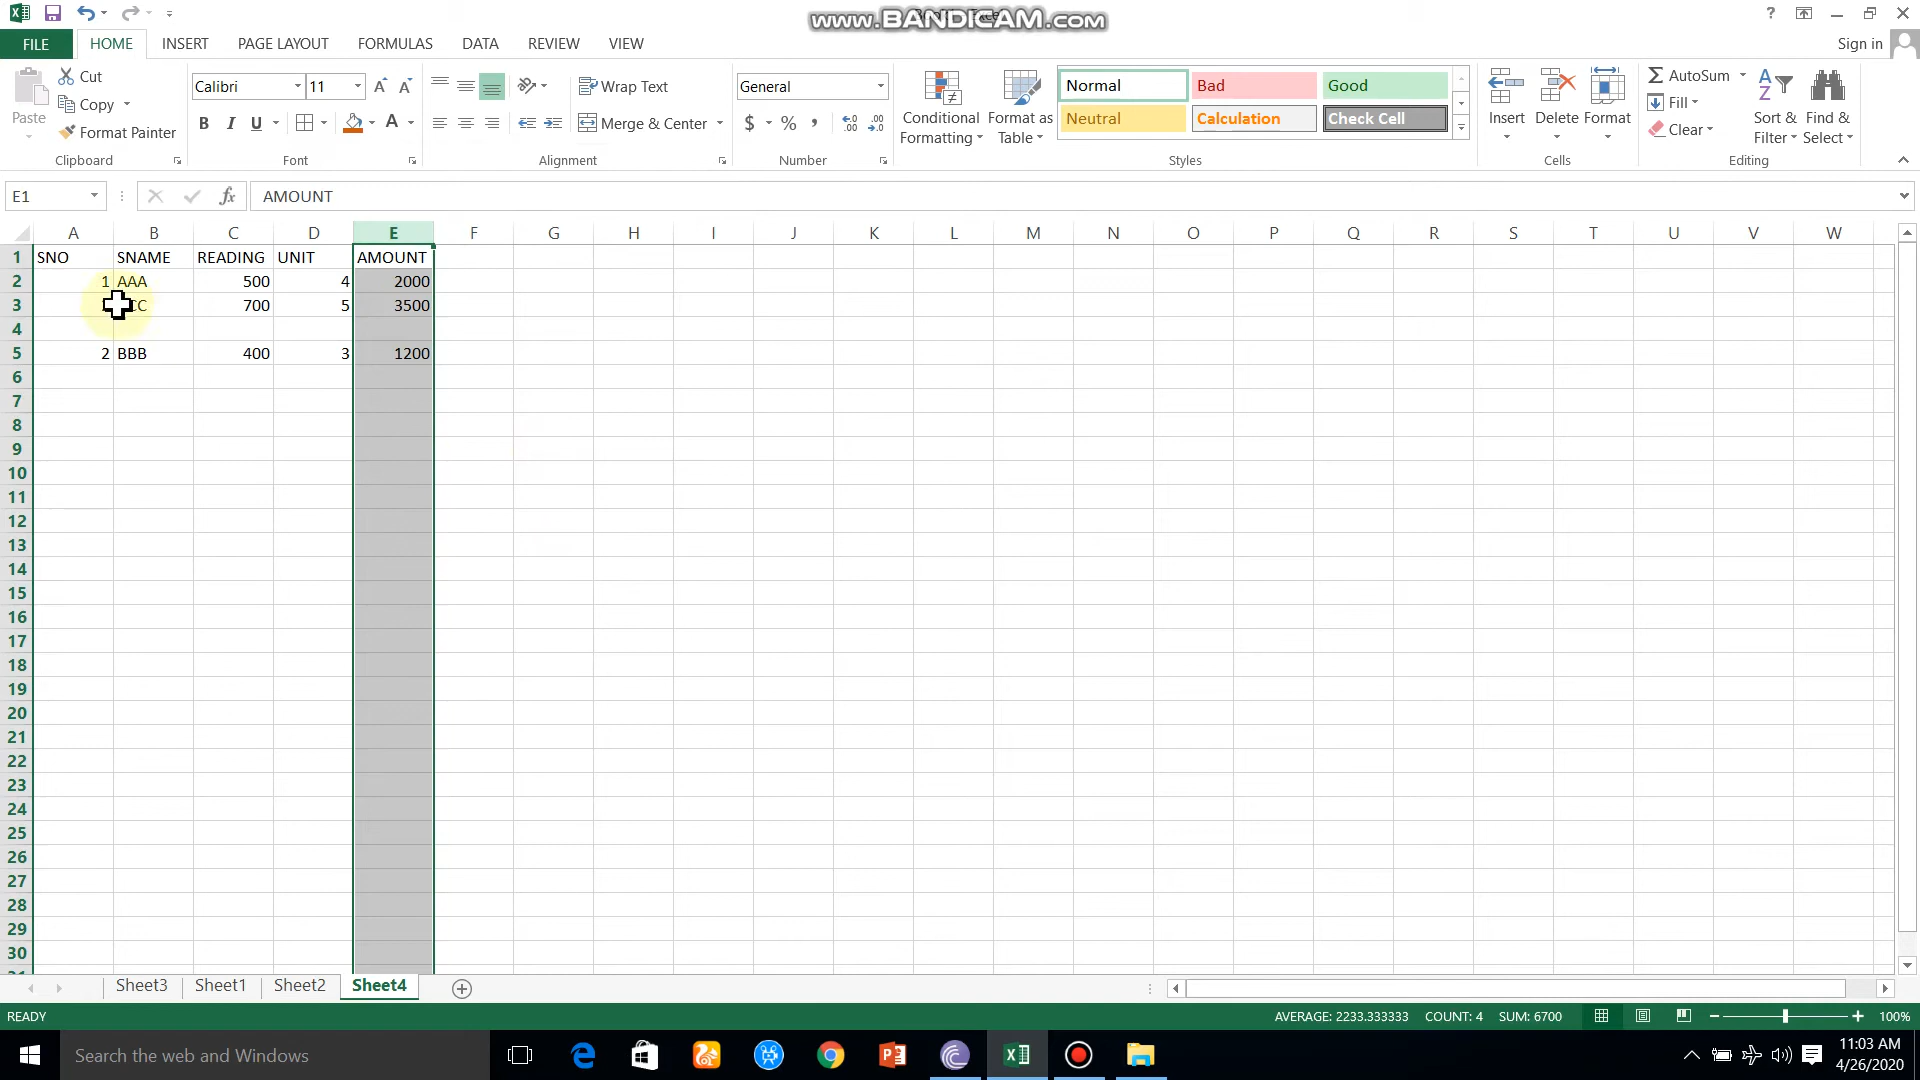 www.BANDICAM.com
FILE HOME INSERT PAGE LAYOUT FORMULAS DATA REVIEW VIEW Sign in
Paste Cut Copy Format Painter Clipboard
Calibri 11 B I U Font
Wrap Text Merge & Center Alignment
General $ % , Number
Conditional Formatting Format as Table
Normal Bad Good
Neutral Calculation Check Cell
Styles
Insert Delete Format Cells
AutoSum Fill Clear Sort & Filter Find & Select Editing
E1 fx AMOUNT
A B C D E F G H I J K L M N O P Q R S T U V W
1 SNO SNAME READING UNIT AMOUNT
2 1 AAA 500 4 2000
3 700 5 3500
4
5 2 BBB 400 3 1200
6
7
8
9
10
11
12
13
14
15
16
17
18
19
20
21
22
23
24
25
26
27
28
29
30
Sheet3 Sheet1 Sheet2 Sheet4
READY AVERAGE: 2233.333333 COUNT: 4 SUM: 6700 100%
Search the web and Windows
11:03 AM
4/26/2020